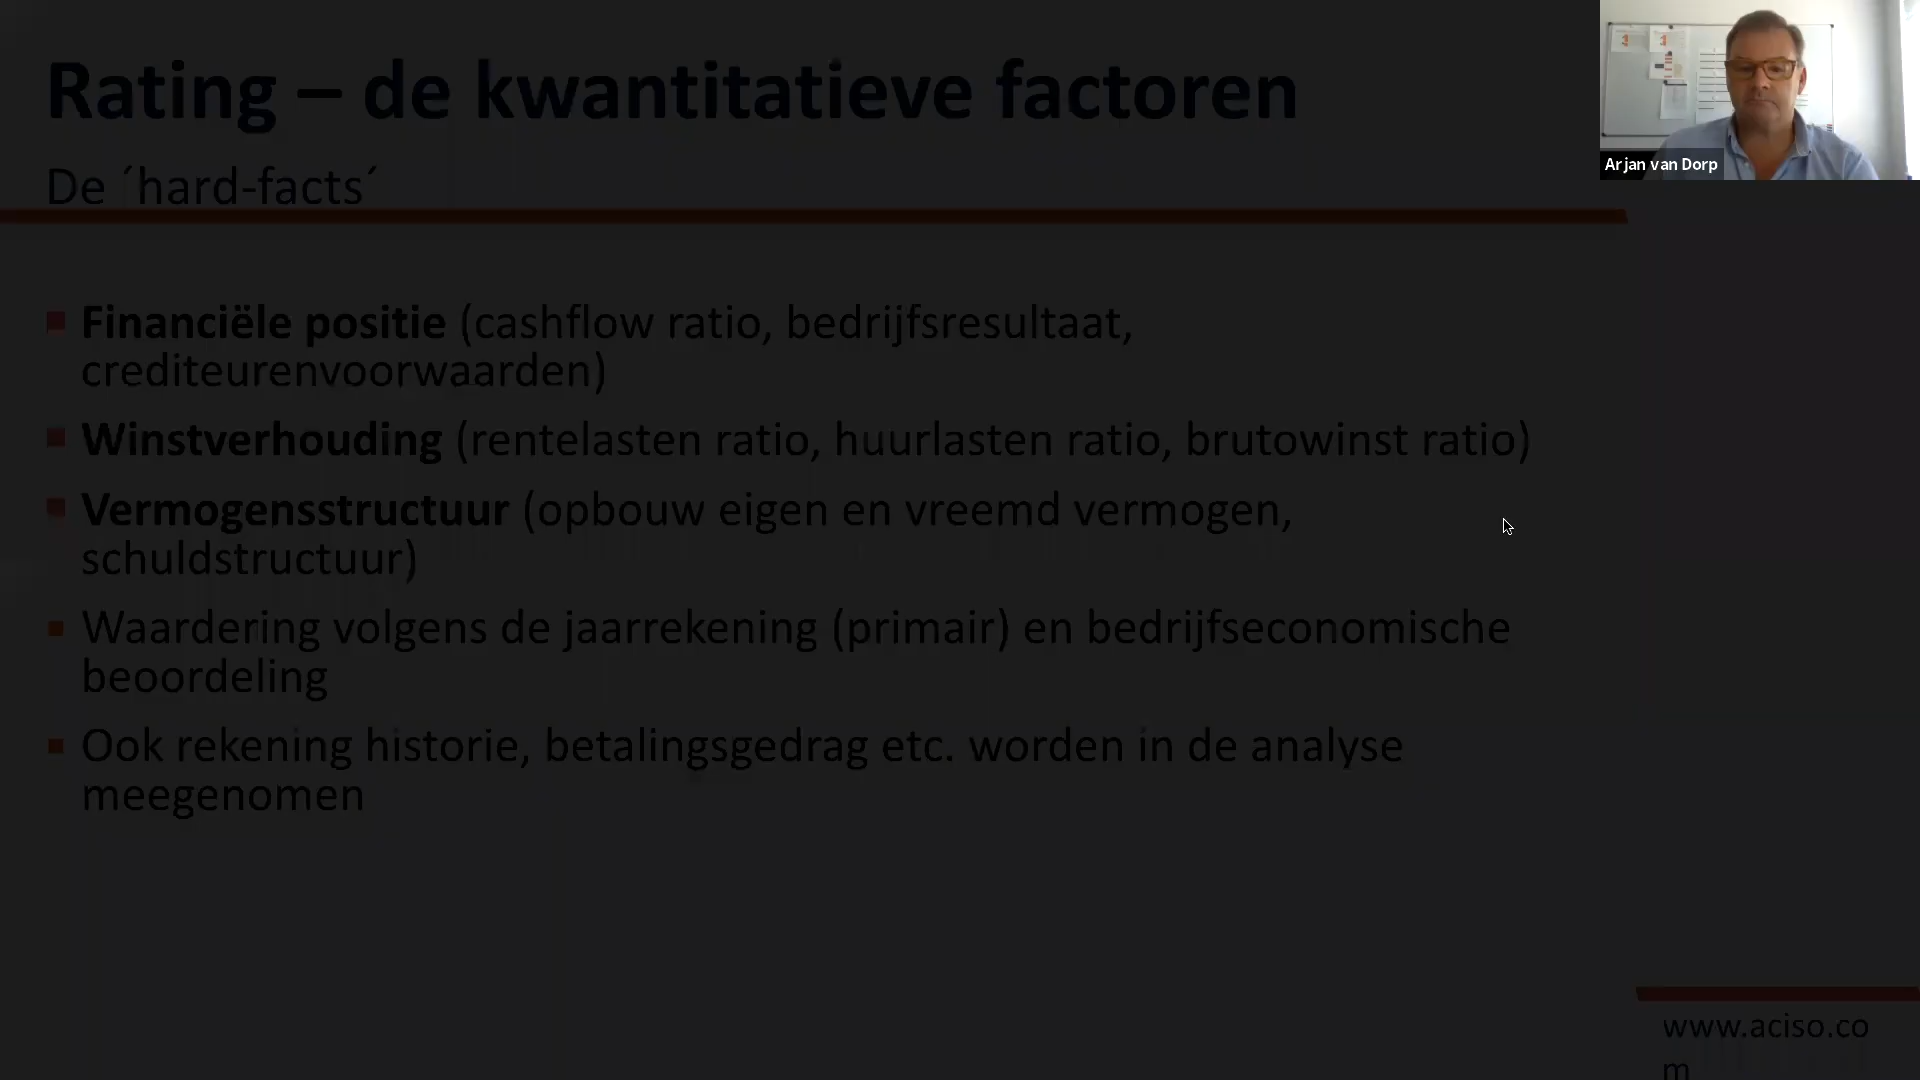 Rating – de kwantitatieve factoren
De ´hard-facts´
Arjan van Dorp
Financiële positie (cashflow ratio, bedrijfsresultaat,
crediteurenvoorwaarden)
Winstverhouding (rentelasten ratio, huurlasten ratio, brutowinst ratio)
Vermogensstructuur (opbouw eigen en vreemd vermogen,
schuldstructuur)
Waardering volgens de jaarrekening (primair) en bedrijfseconomische
beoordeling
Ook rekening historie, betalingsgedrag etc. worden in de analyse
meegenomen
www.aciso.co
m